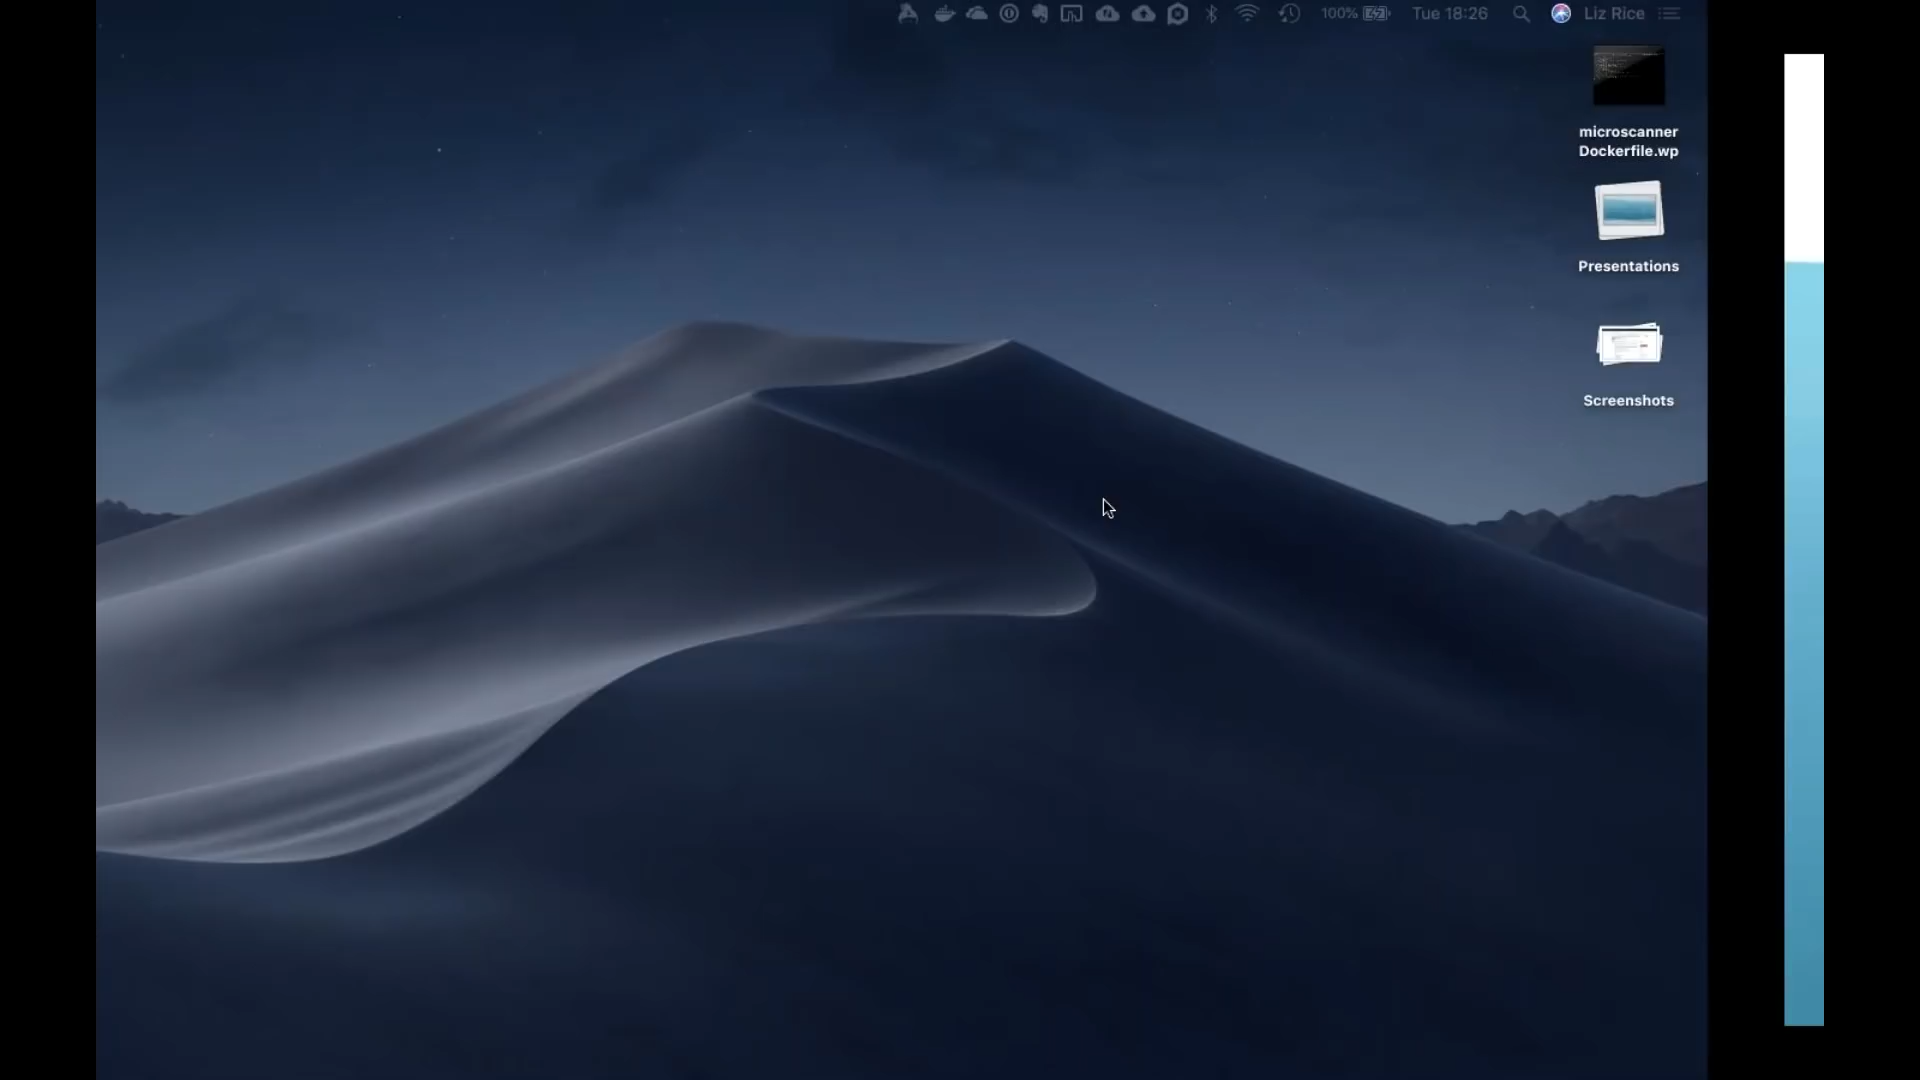 100%
Tue 18:26
Liz Rice
microscanner
Dockerfile.wp
Presentations
Screenshots